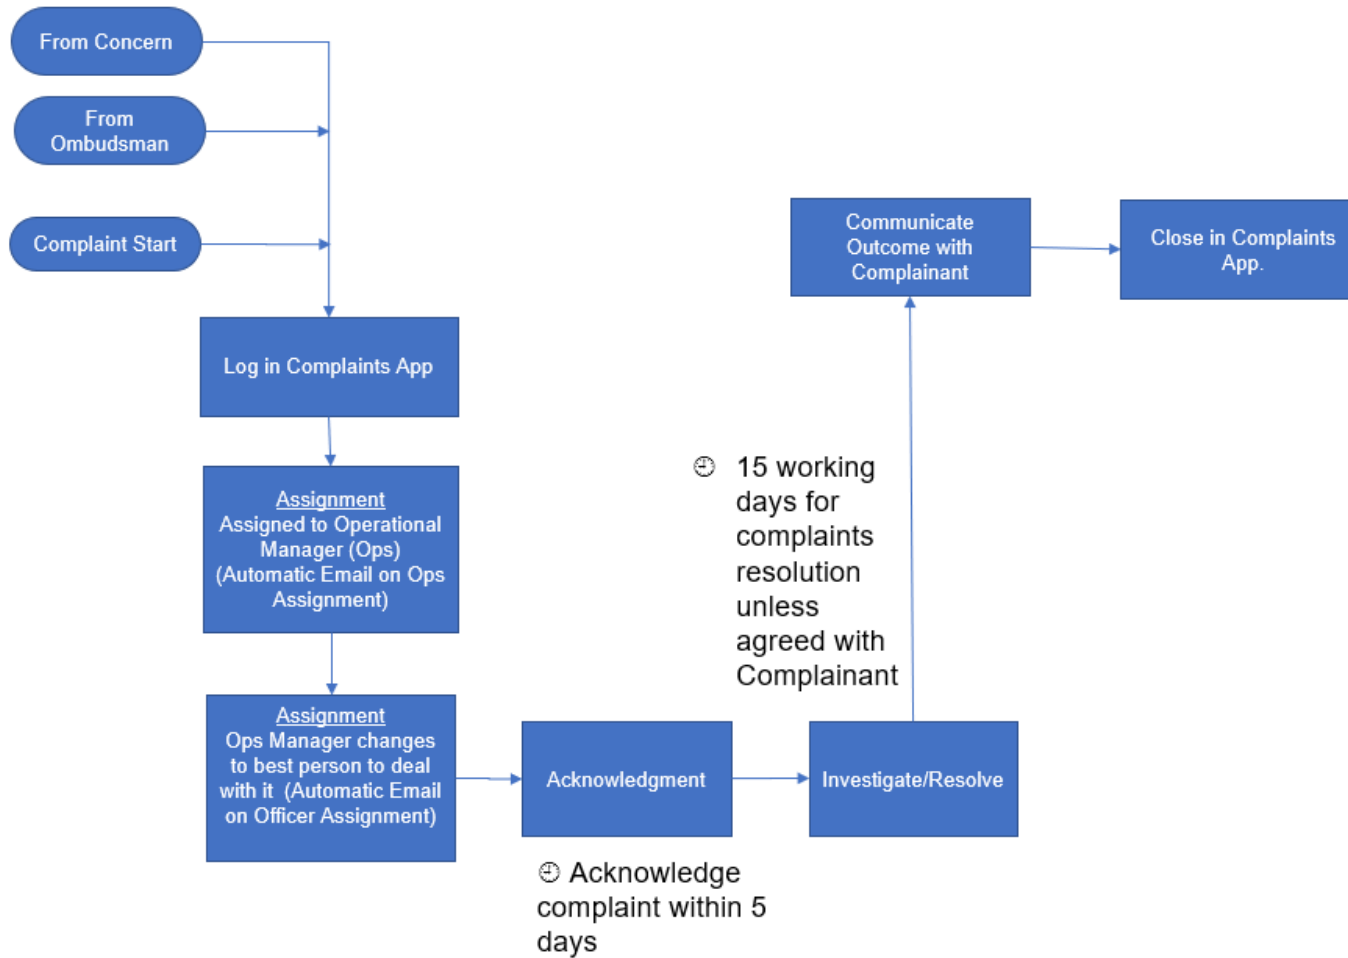 From Concern
From
Ombudsman
Complaint Start
Log in Complaints App
Assignment
Assigned to Operational
Manager (Ops)
(Automatic Email on Ops
Assignment)
Assignment
Ops Manager changes
to best person to deal
with it (Automatic Email
on Officer Assignment)
Acknowledgment
🕘 Acknowledge
complaint within 5
days
Investigate/Resolve
🕘 15 working
days for
complaints
resolution
unless
agreed with
Complainant
Communicate
Outcome with
Complainant
Close in Complaints
App.